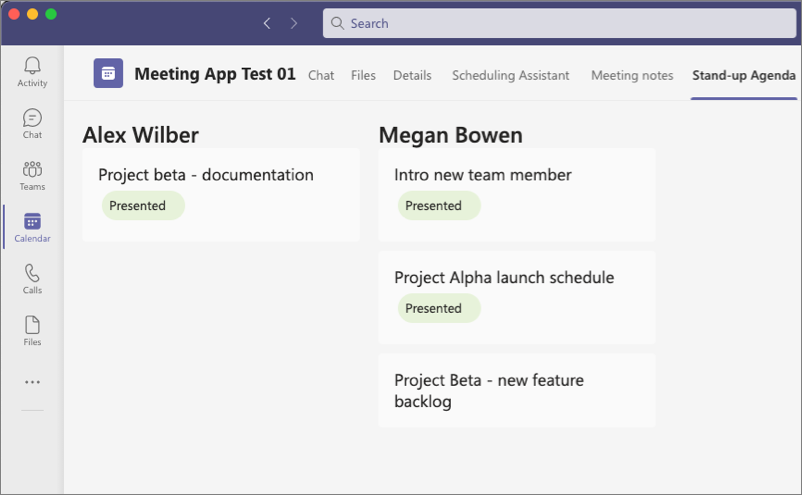 Search
Activity
Chat
Teams
Calendar
Calls
Files
Meeting App Test 01 Chat Files Details Scheduling Assistant Meeting notes Stand-up Agenda
Alex Wilber
Project beta - documentation
Presented
Megan Bowen
Intro new team member
Presented
Project Alpha launch schedule
Presented
Project Beta - new feature
backlog